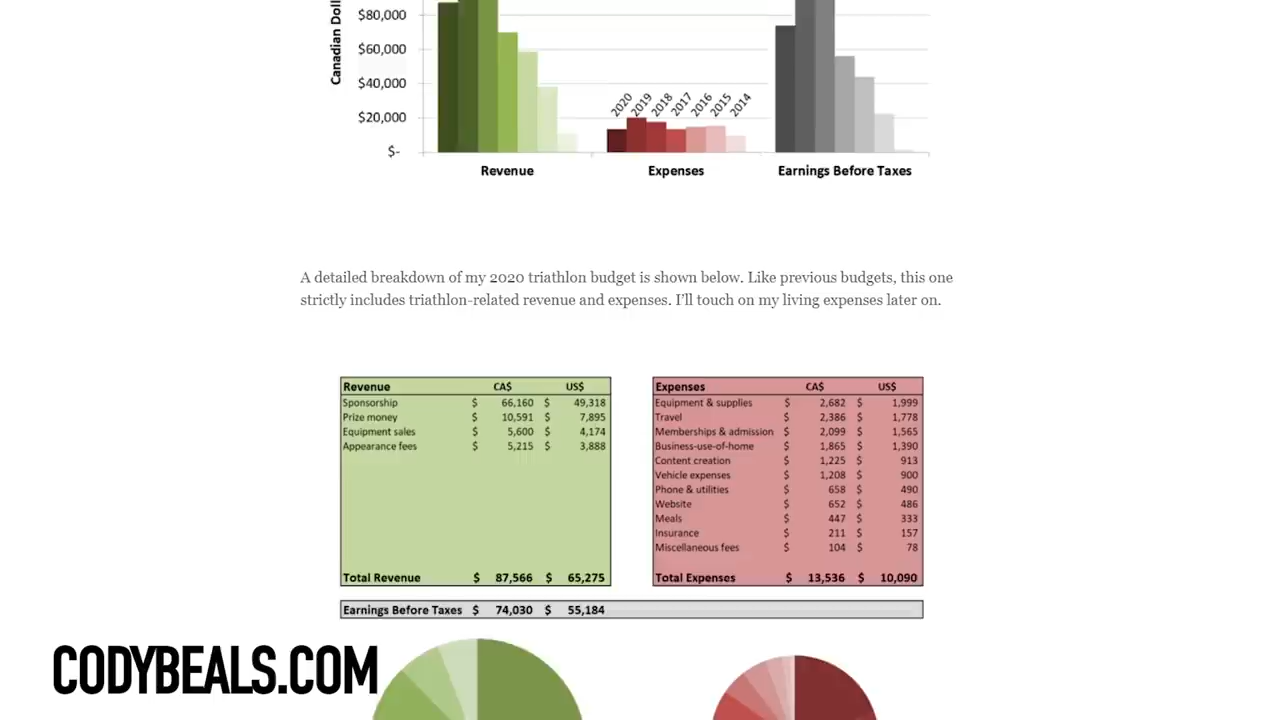 Canadian Doll
$80,000
$60,000
$40,000
$20,000
$-
2020 2019 2018 2017 2016 2015 2014
Revenue Expenses Earnings Before Taxes
A detailed breakdown of my 2020 triathlon budget is shown below. Like previous budgets, this one
strictly includes triathlon-related revenue and expenses. I'll touch on my living expenses later on.
Revenue CA$ US$
Sponsorship $ 66,160 $ 49,318
Prize money $ 10,591 $ 7,895
Equipment sales $ 5,600 $ 4,174
Appearance fees $ 5,215 $ 3,888
Total Revenue $ 87,566 $ 65,275
Expenses CA$ US$
Equipment & supplies $ 2,682 $ 1,999
Travel $ 2,386 $ 1,778
Memberships & admission $ 2,099 $ 1,565
Business-use-of-home $ 1,865 $ 1,390
Content creation $ 1,225 $ 913
Vehicle expenses $ 1,208 $ 900
Phone & utilities $ 658 $ 490
Website $ 652 $ 486
Meals $ 447 $ 333
Insurance $ 211 $ 157
Miscellaneous fees $ 104 $ 78
Total Expenses $ 13,536 $ 10,090
Earnings Before Taxes $ 74,030 $ 55,184
CODYBEALS.COM